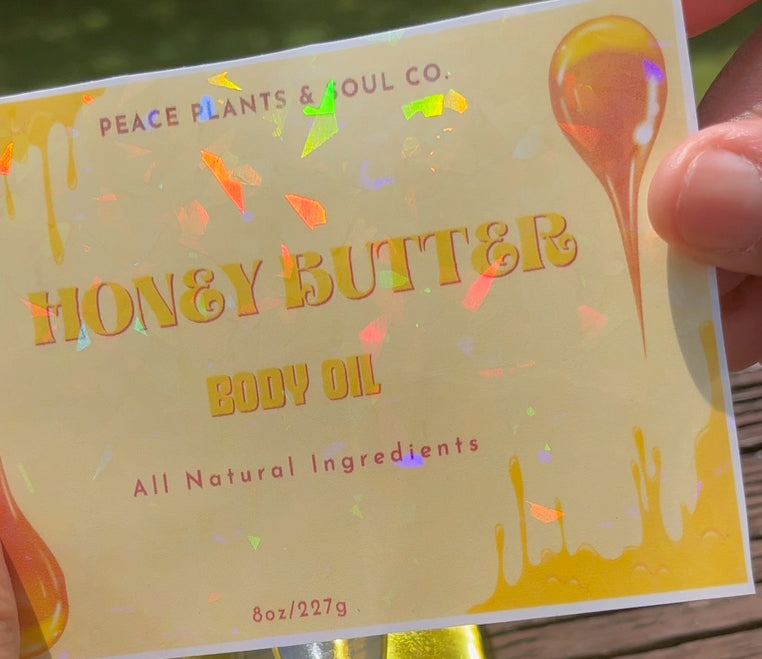 PEACE PLANTS & SOUL CO.
HONEY BUTTER
BODY OIL
All Natural Ingredients
8oz/227g